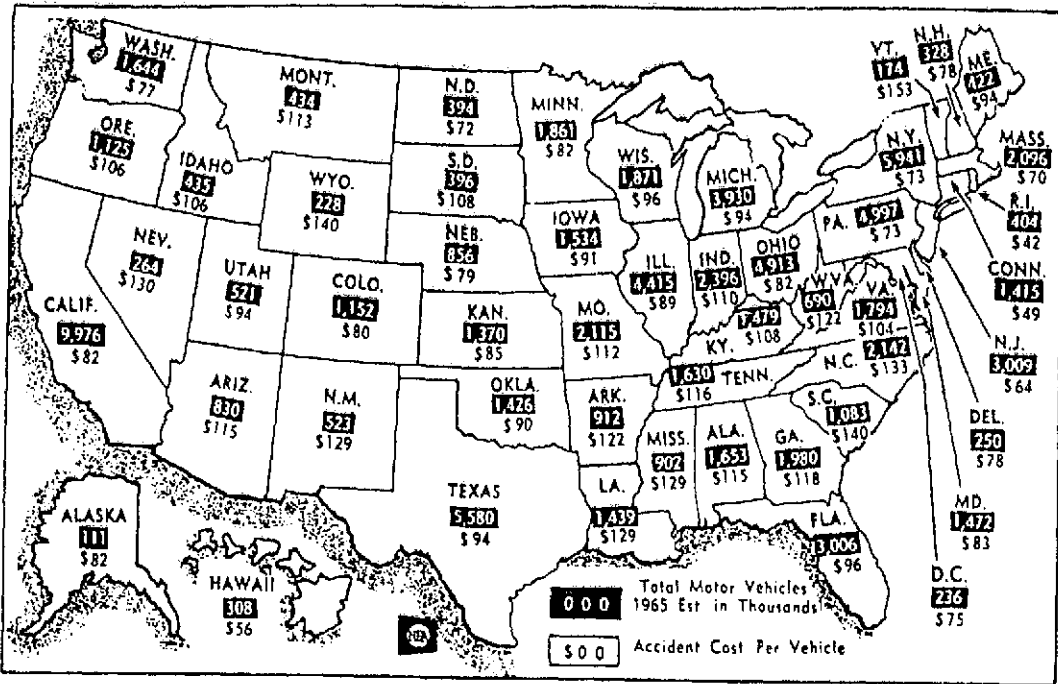 WASH.
1,644
$77
ORE.
1,125
$106
CALIF.
9,976
$82
NEV.
264
$130
IDAHO
435
$106
MONT.
434
$113
WYO.
228
$140
UTAH
521
$94
COLO.
1,152
$80
ARIZ.
830
$115
N.M.
523
$129
N.D.
394
$72
S.D.
396
$108
NEB.
856
$79
KAN.
1,370
$85
OKLA.
1,426
$90
TEXAS
5,580
$94
MINN.
1,861
$82
IOWA
1,534
$91
MO.
2,115
$112
ARK.
912
$122
LA.
1,439
$129
WIS.
1,871
$96
ILL.
4,415
$89
MICH.
3,930
$94
IND.
2,396
$110
OHIO
4,913
$82
KY.
1,479
$108
1,630 TENN.
$116
MISS.
902
$129
ALA.
1,653
$115
GA.
1,980
$118
FLA.
3,006
$96
S.C.
1,083
$140
N.C. 2,142
$133
W.VA.
690
$122
VA.
1,794
$104
PA. 4,997
$73
N.Y.
5,941
$73
VT.
174
$153
N.H.
328
$78
ME.
422
$94
MASS.
2,096
$70
R.I.
404
$42
CONN.
1,415
$49
N.J.
3,009
$64
DEL.
250
$78
MD.
1,472
$83
D.C.
236
$75
ALASKA
111
$82
HAWAII
308
$56
000 Total Motor Vehicles
1965 Est in Thousands
$00 Accident Cost Per Vehicle